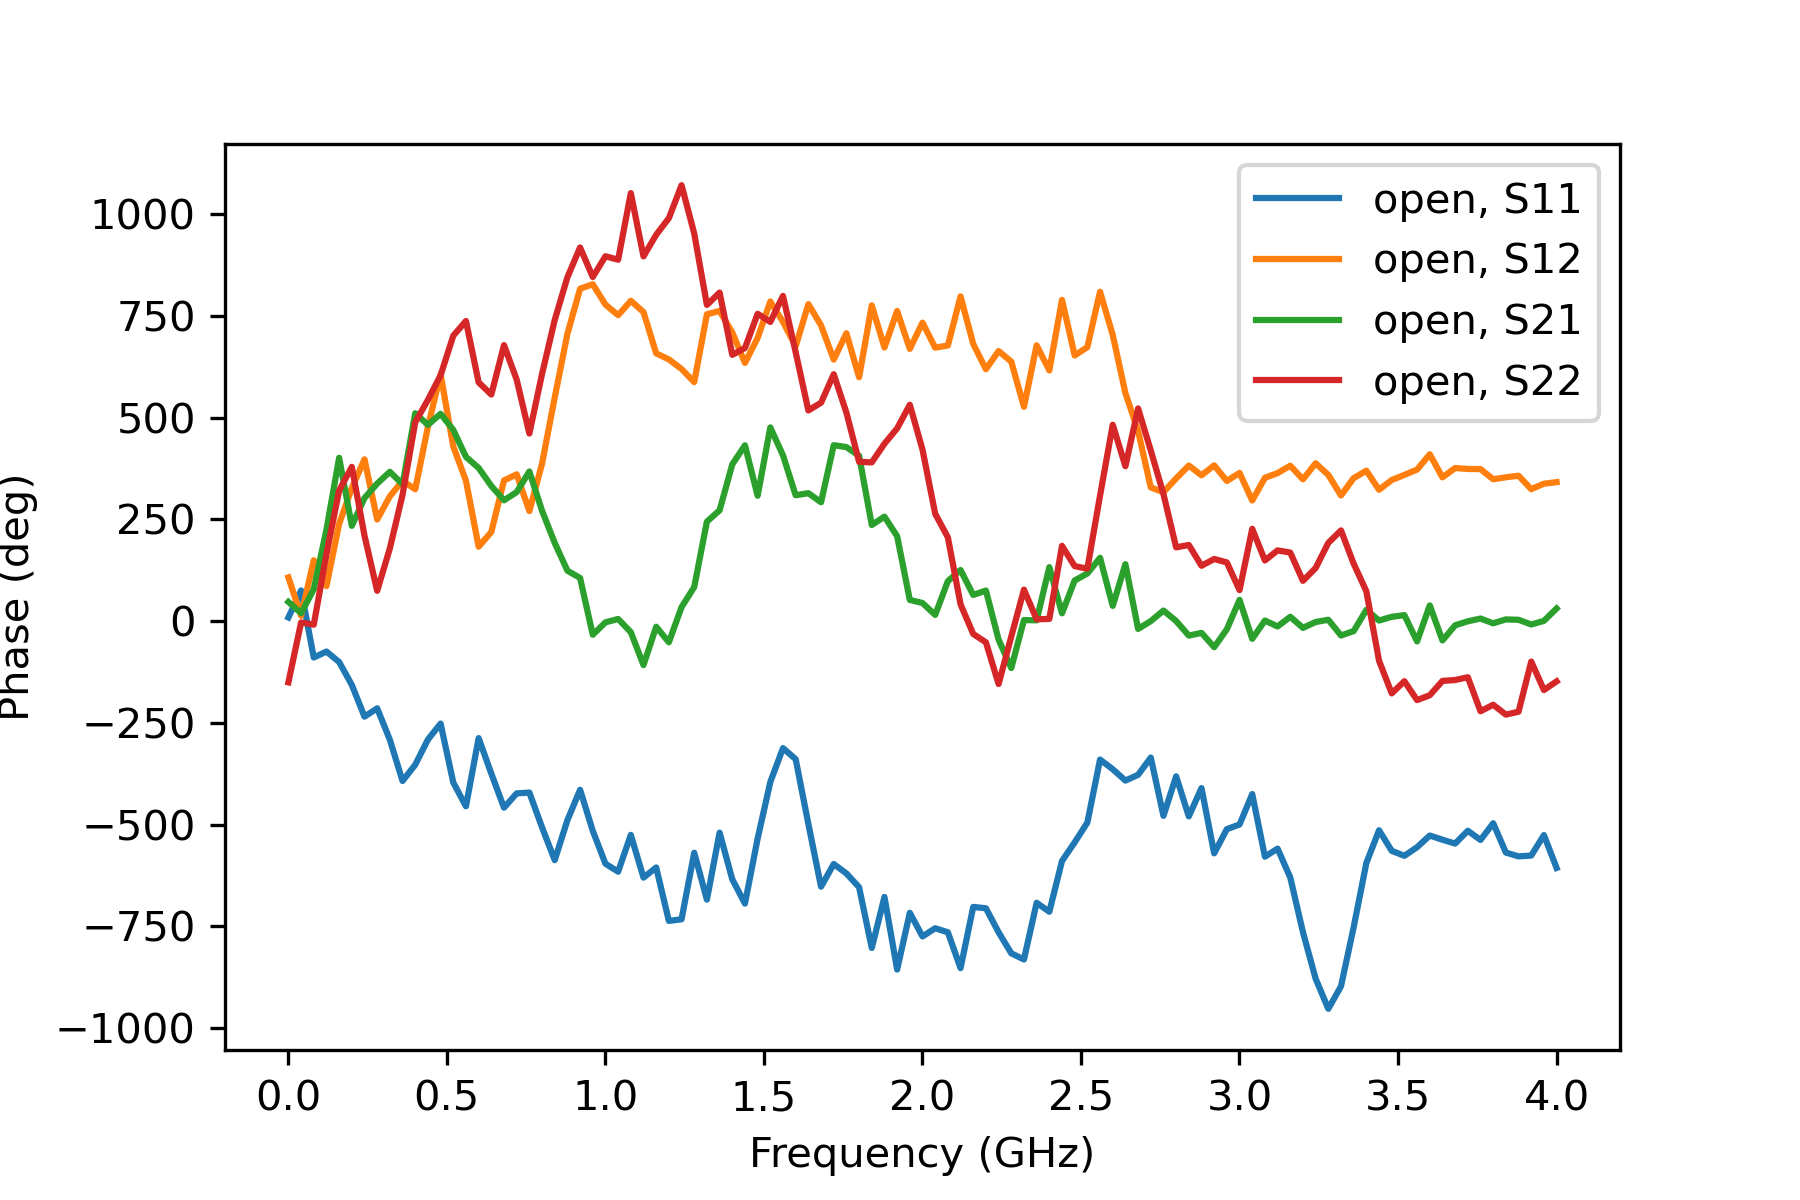 open, S11
open, S12
open, S21
open, S22
1000
750
500
250
0
−250
−500
−750
−1000
Phase (deg)
0.0 0.5 1.0 1.5 2.0 2.5 3.0 3.5 4.0
Frequency (GHz)